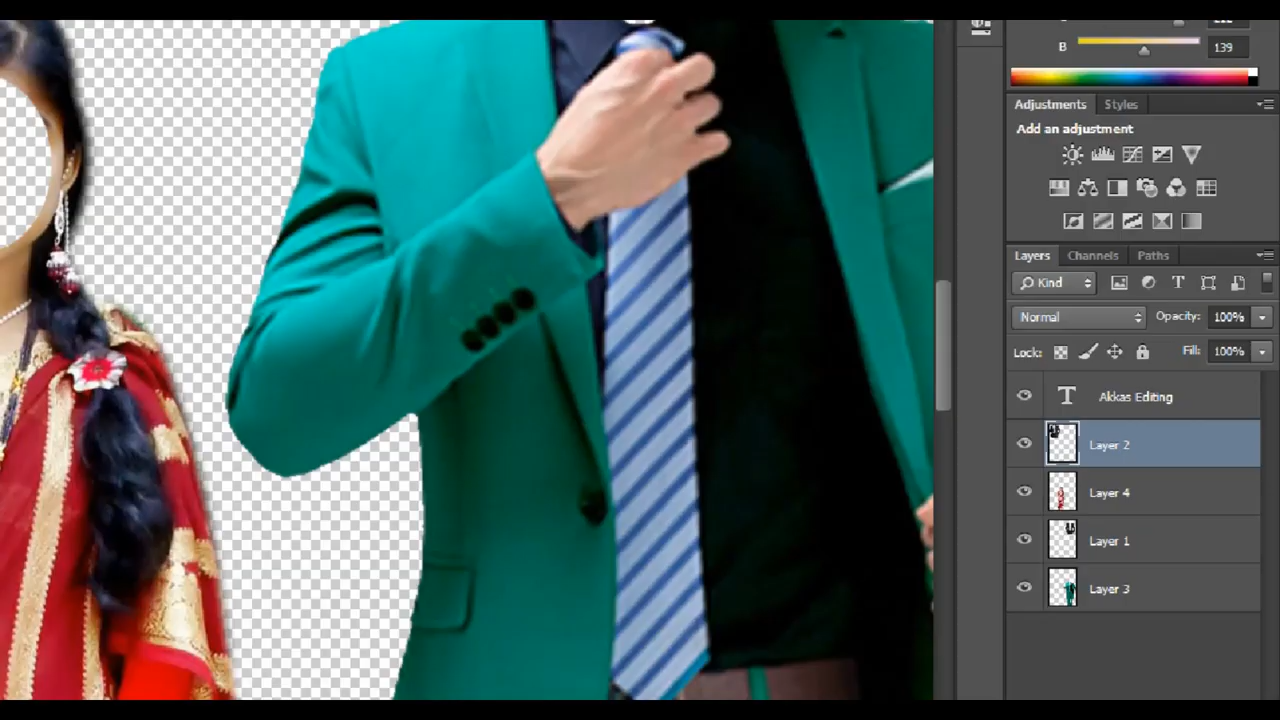 B 139
Adjustments Styles
Add an adjustment
Layers Channels Paths
Kind
Normal Opacity: 100%
Lock: Fill: 100%
T Akkas Editing
Layer 2
Layer 4
Layer 1
Layer 3